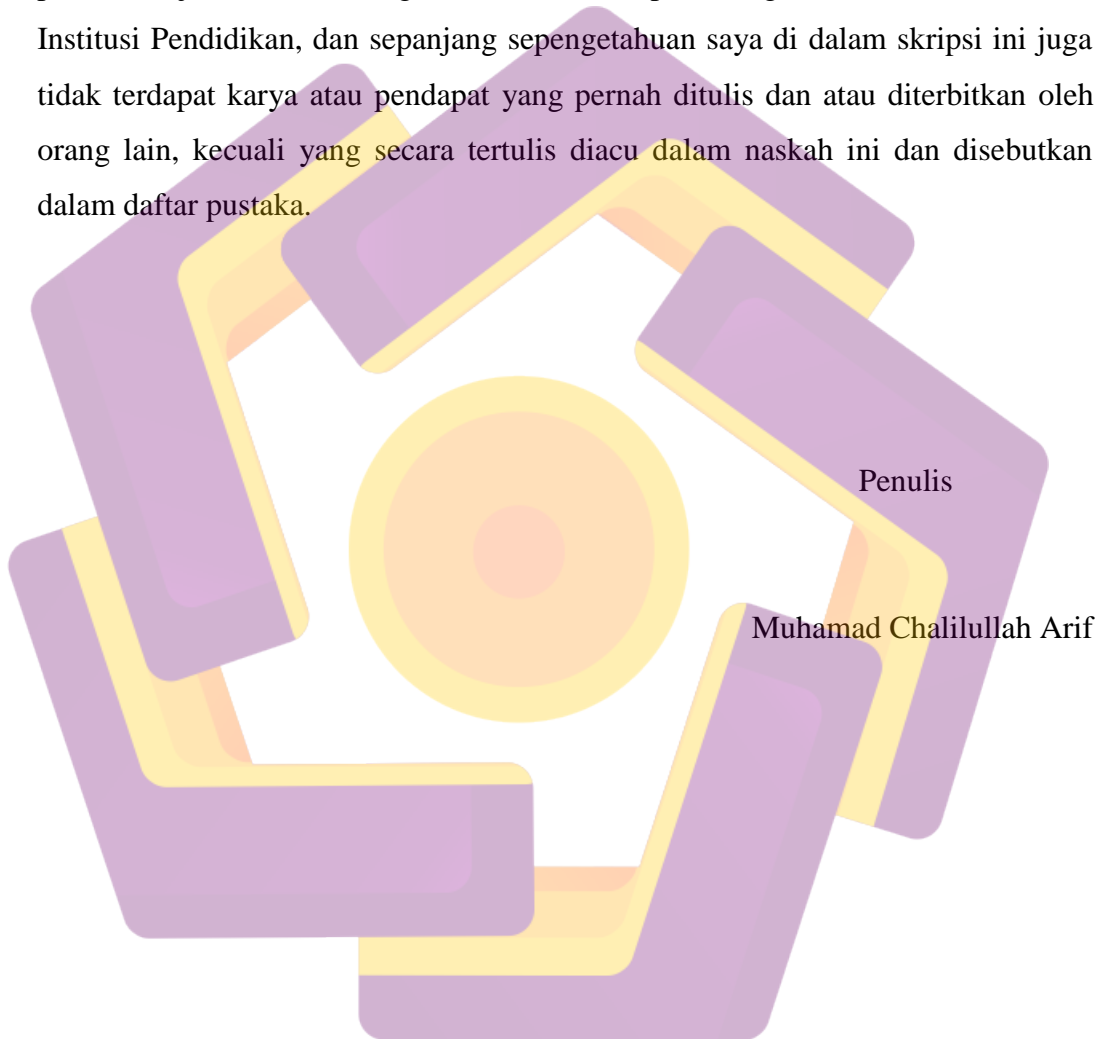 Institusi Pendidikan, dan sepanjang sepengetahuan saya di dalam skripsi ini juga
tidak terdapat karya atau pendapat yang pernah ditulis dan atau diterbitkan oleh
orang lain, kecuali yang secara tertulis diacu dalam naskah ini dan disebutkan
dalam daftar pustaka.
Penulis
Muhamad Chalilullah Arif